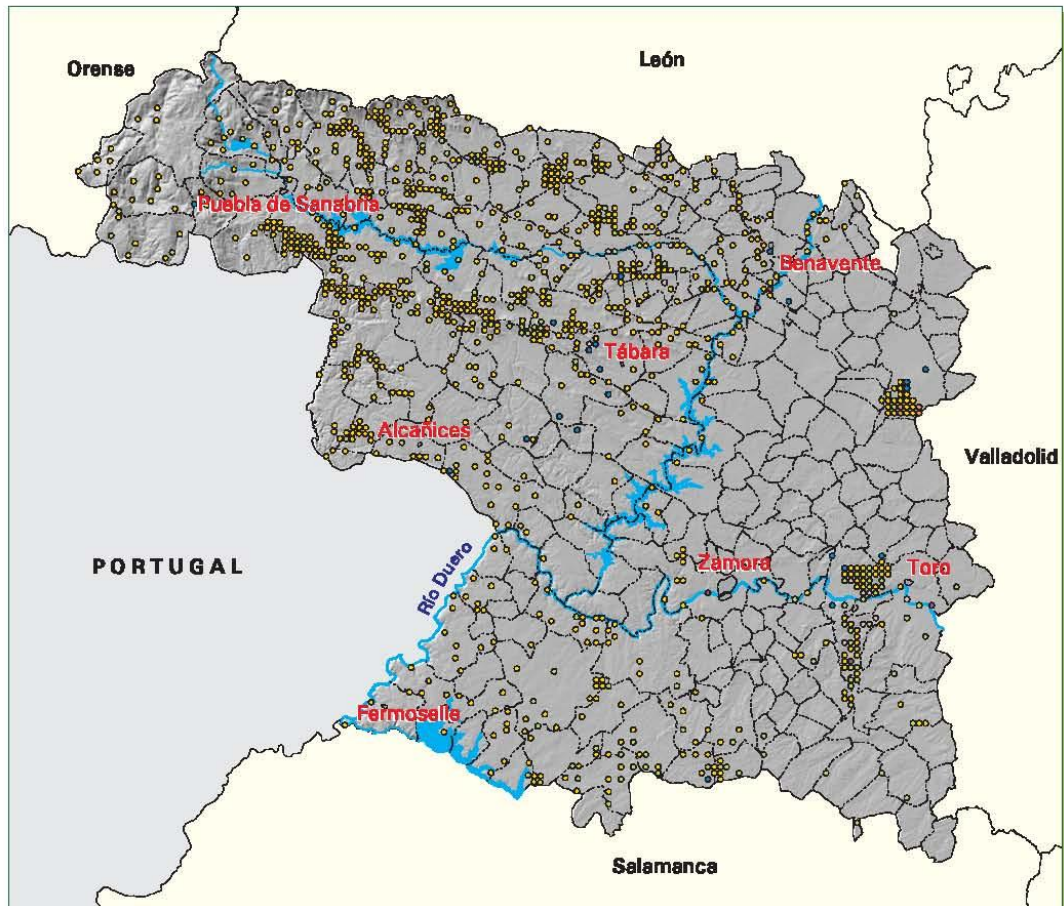 León
Orense
Puebla de Sanabria
Benavente
Tábara
Alcañices
Valladolid
PORTUGAL
Zamora
Toro
Río Duero
Fermoselle
Salamanca